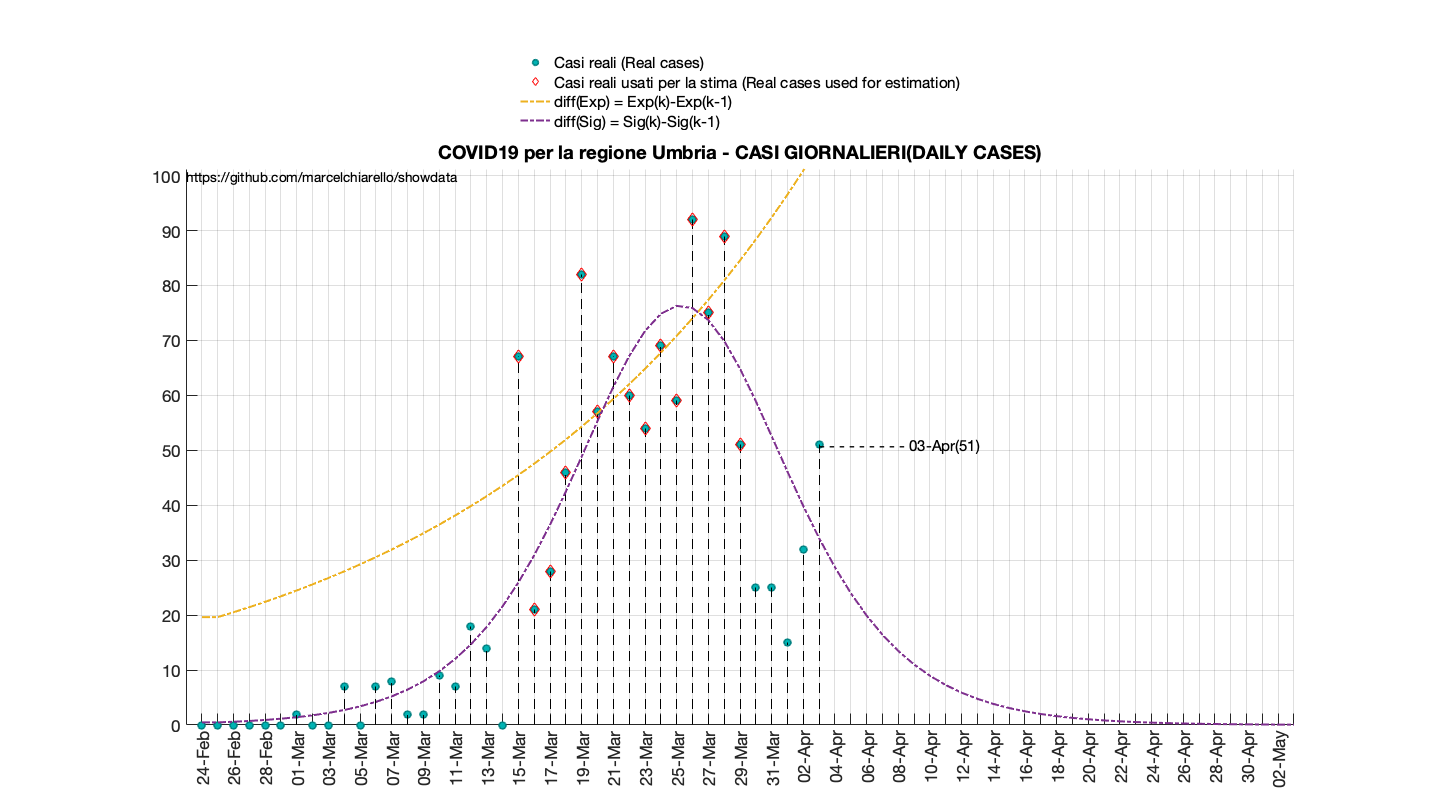 Casi reali (Real cases)
Casi reali usati per la stima (Real cases used for estimation)
diff(Exp) = Exp(k)-Exp(k-1)
diff(Sig) = Sig(k)-Sig(k-1)
COVID19 per la regione Umbria - CASI GIORNALIERI(DAILY CASES)
https://github.com/marcelchiarello/showdata
100
90
80
70
60
50
40
30
20
10
0
03-Apr(51)
24-Feb
26-Feb
28-Feb
01-Mar
03-Mar
05-Mar
07-Mar
09-Mar
11-Mar
13-Mar
15-Mar
17-Mar
19-Mar
21-Mar
23-Mar
25-Mar
27-Mar
29-Mar
31-Mar
02-Apr
04-Apr
06-Apr
08-Apr
10-Apr
12-Apr
14-Apr
16-Apr
18-Apr
20-Apr
22-Apr
24-Apr
26-Apr
28-Apr
30-Apr
02-May